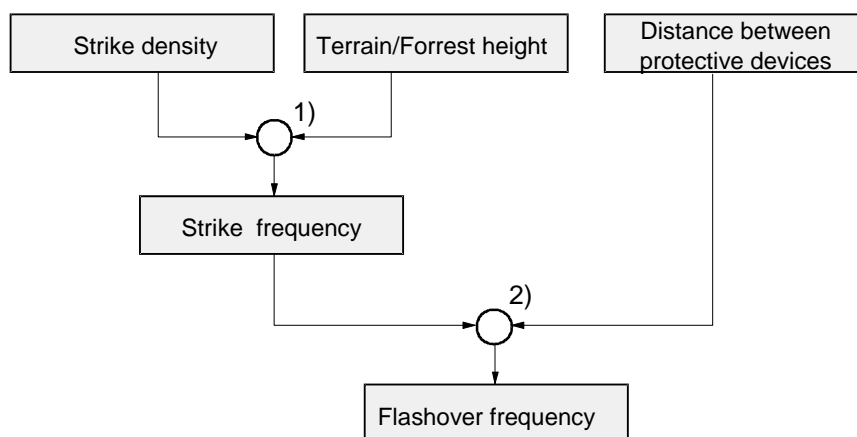 Strike density
Terrain/Forrest height
Distance between
protective devices
1)
Strike frequency
2)
Flashover frequency